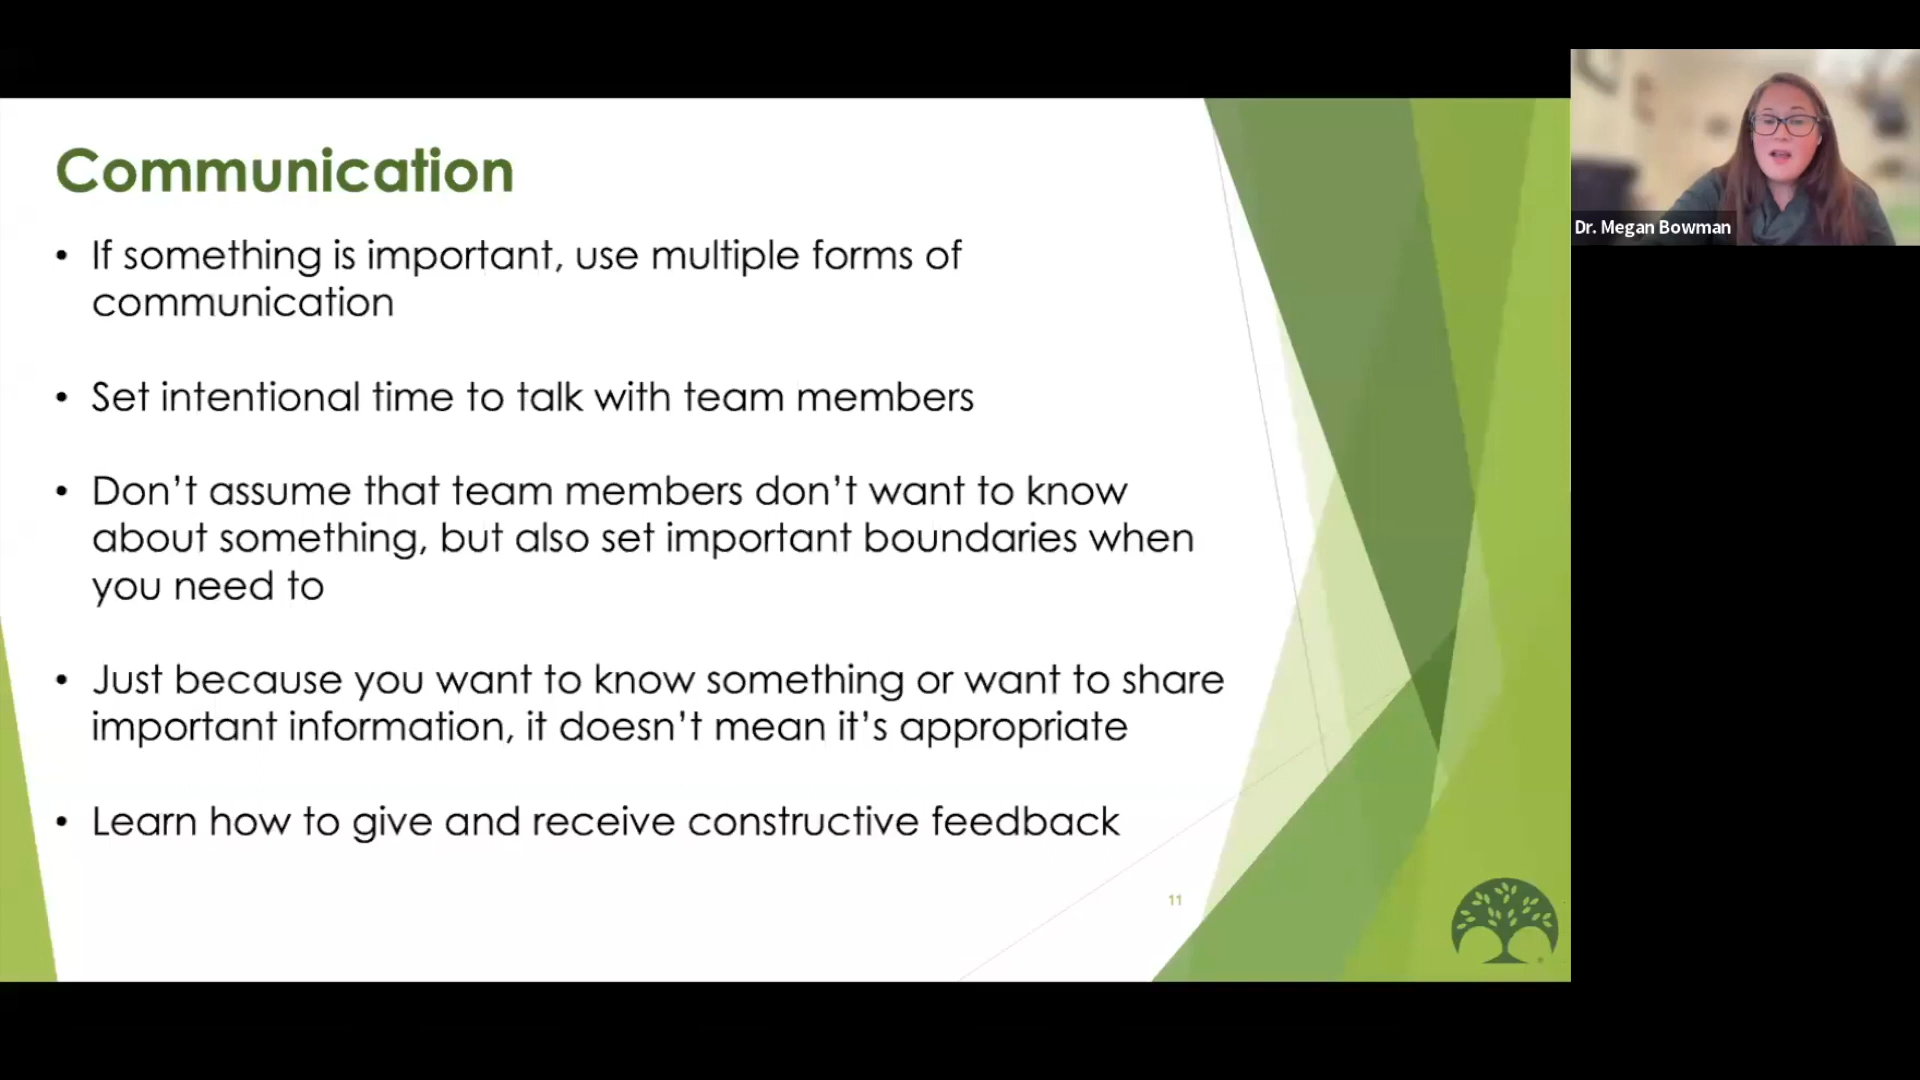 Communication
• If something is important, use multiple forms of
communication
• Set intentional time to talk with team members
• Don’t assume that team members don’t want to know
about something, but also set important boundaries when
you need to
• Just because you want to know something or want to share
important information, it doesn’t mean it’s appropriate
• Learn how to give and receive constructive feedback
11
Dr. Megan Bowman